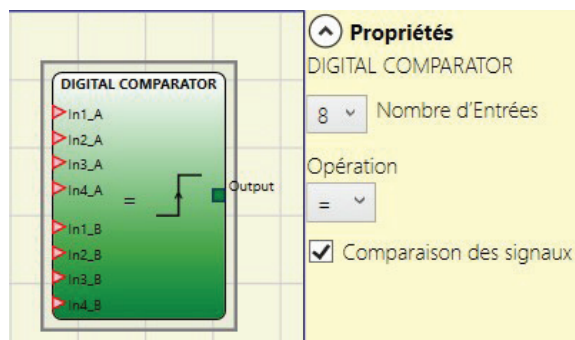 DIGITAL COMPARATOR
In1_A
In2_A
In3_A
In4_A
=
Output
In1_B
In2_B
In3_B
In4_B
Propriétés
DIGITAL COMPARATOR
8 Nombre d'Entrées
Opération
=
Comparaison des signaux